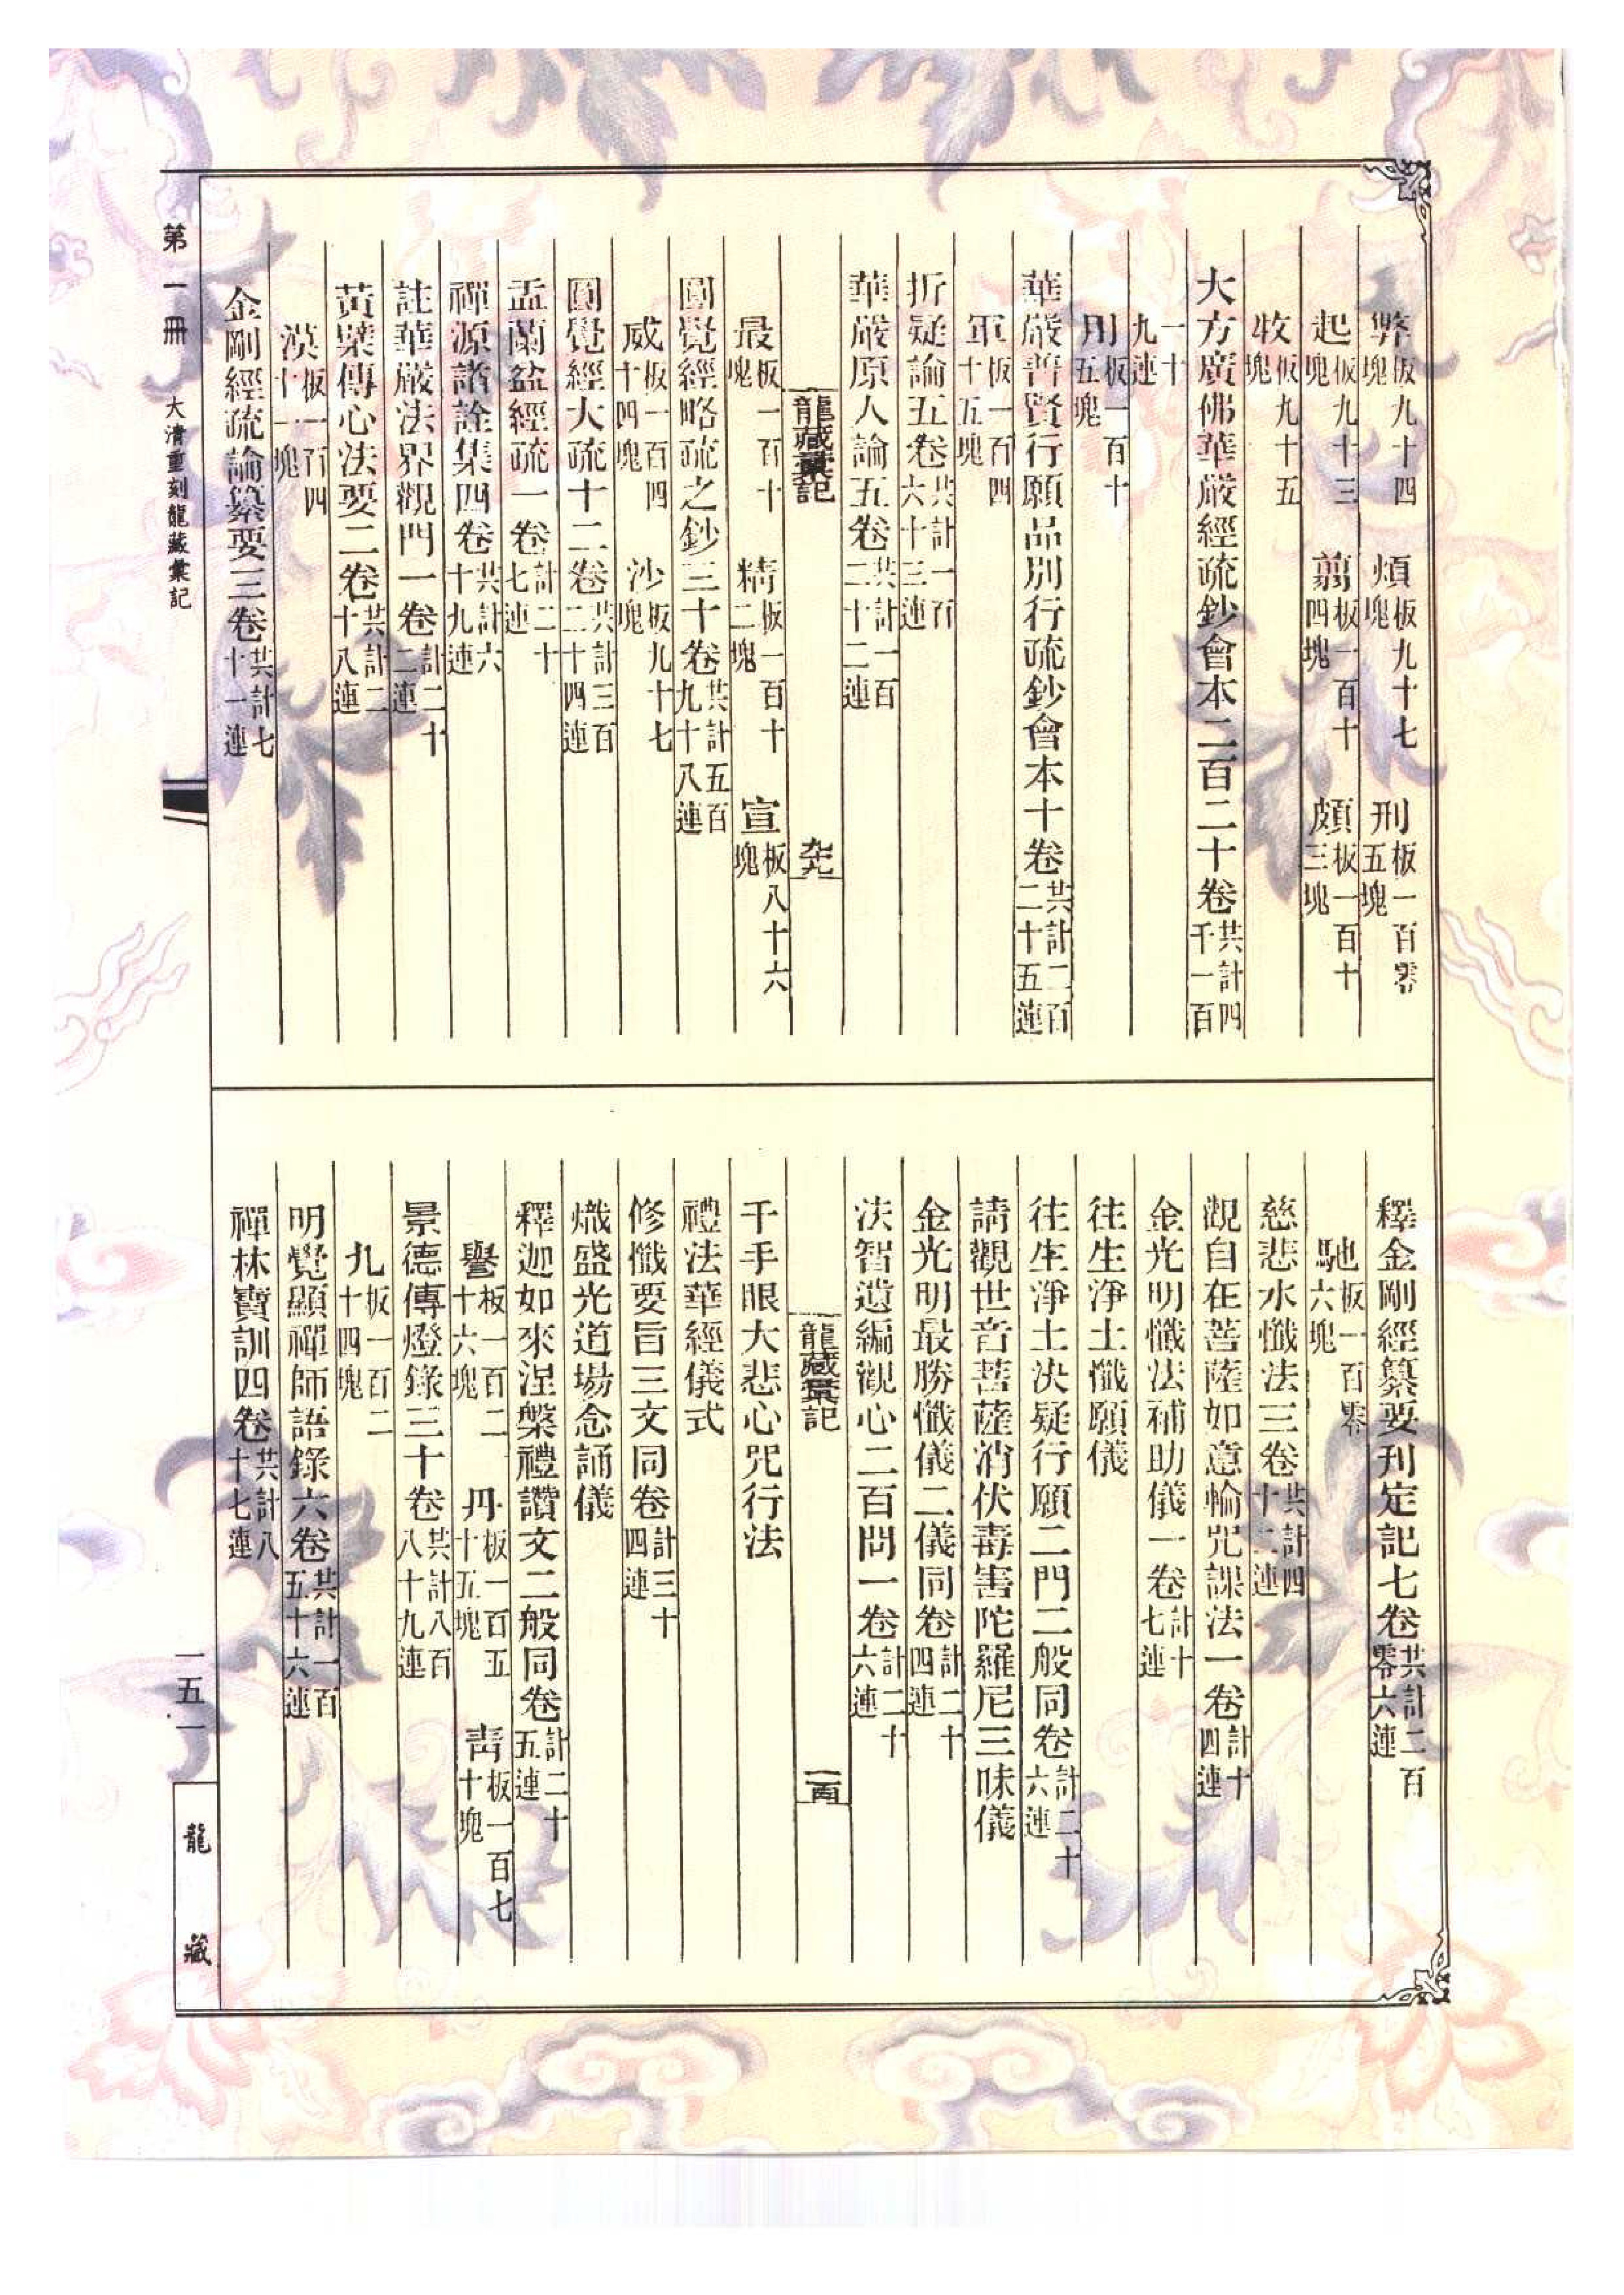 弊板九十四塊 煩板九十七塊 刑板一百零五塊
起板九十三塊 翦板一百十四塊 頗板一百十三塊
牧板九十五塊
大方廣佛華嚴經疏鈔會本二百二十卷共計四千一百百
一十九連
用板一百十五塊
華嚴普賢行願品別行疏鈔會本十卷共計二百二十五連
軍板一百四十五塊
折疑論五卷共計一百六十三連
華嚴原人論五卷共計一百二十二連
龍藏彙記
最板一百十塊 精板一百十二塊 宣板八十六塊
圓覺經略疏之鈔三十卷共計五百九十八連
威板一百四十四塊 沙板九十七塊
圓覺經大疏十二卷共計三百二十四連
盂蘭盆經疏一卷計二十七連
禪源諸詮集四卷共計六十九連
註華嚴法界觀門一卷計二十二連
黃檗傳心法要二卷共計二十八連
漠板一百四十一塊
金剛經疏論纂要三卷共計七十一連
釋金剛經纂要刊定記七卷共計二百零六連
馳板一百零六塊
慈悲水懺法三卷共計四十二連
觀自在菩薩如意輪咒課法一卷計十四連
金光明懺法補助儀一卷計十七連
往生淨土懺願儀
往生淨土決疑行願二門二般同卷計二十六連
請觀世音菩薩消伏毒害陀羅尼三昧儀
金光明最勝懺儀二儀同卷計二十四連
法智遺編觀心二百問一卷計二十六連
龍藏彙記
千手眼大悲心咒行法
禮法華經儀式
修懺要旨三文同卷計三十四連
熾盛光道場念誦儀
釋迦如來涅槃禮讚文二般同卷計二十五連
譽板一百二十六塊 丹板一百五十五塊 靑板一百七十塊
景德傳燈錄三十卷共計八百八十九連
九板一百二十四塊
明覺顯禪師語錄六卷共計一百五十六連
禪林寶訓四卷共計八十七連
第一冊 大清重刻龍藏彙記
一五一
龍藏